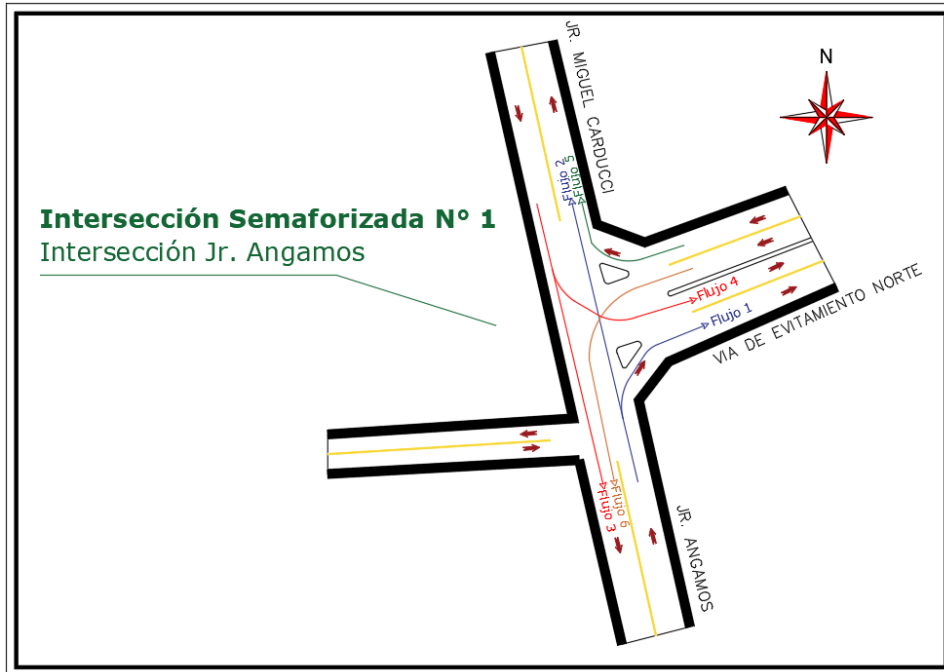 N
JR. MIGUEL CARDUCCI
Flujo 5
Flujo 2
Intersección Semaforizada N° 1
Intersección Jr. Angamos
Flujo 4
Flujo 1
VIA DE EVITAMIENTO NORTE
Flujo 3
Flujo 6
JR. ANGAMOS